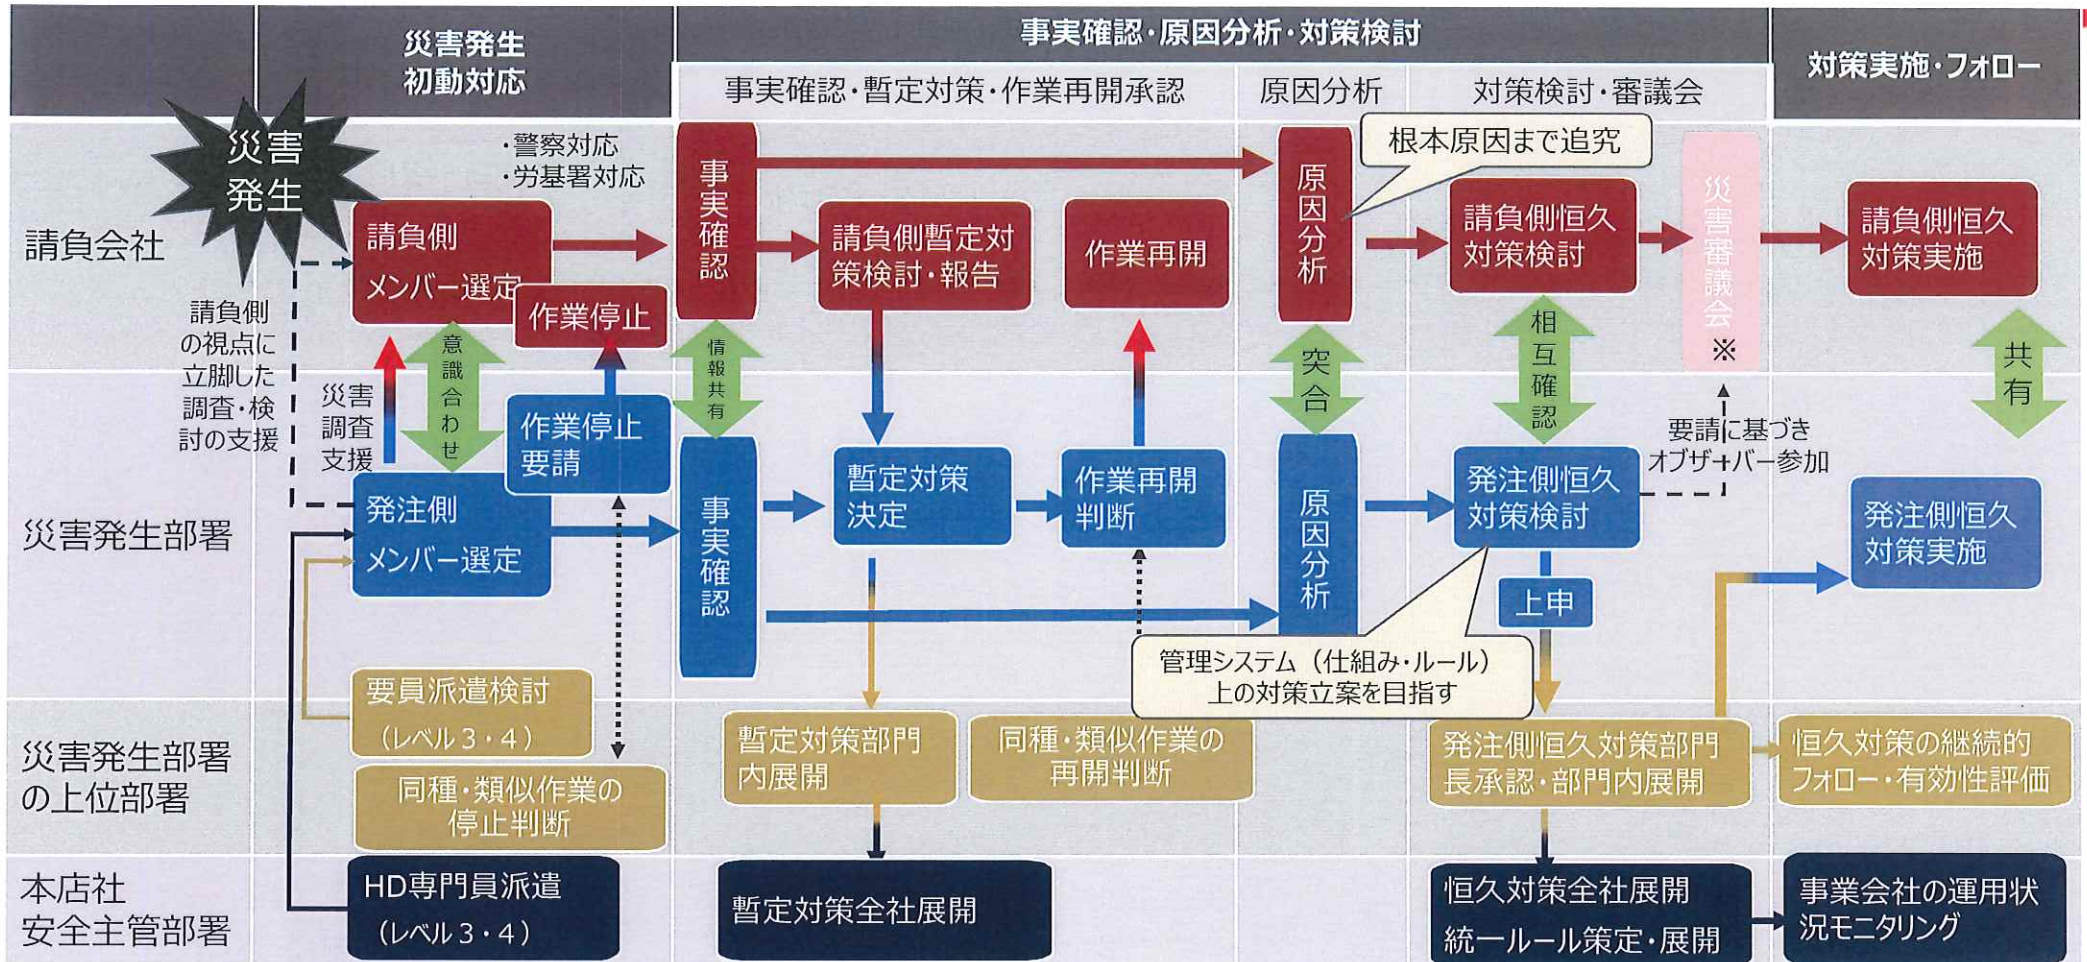 災害発生
初動対応
事実確認・原因分析・対策検討
事実確認・暫定対策・作業再開承認
原因分析
対策検討・審議会
対策実施・フォロー
請負会社
災害
発生
・警察対応
・労基署対応
請負側
メンバー選定
作業停止
事実確認
請負側暫定対
策検討・報告
作業再開
原因分析
根本原因まで追究
請負側恒久
対策検討
災害審議会
※
請負側恒久
対策実施
請負側
の視点に
立脚した
調査・検
討の支援
災害
調査
支援
意識合わせ
情報共有
突合
相互確認
共有
災害発生部署
発注側
メンバー選定
作業停止
要請
事実確認
暫定対策
決定
作業再開
判断
原因分析
発注側恒久
対策検討
要請に基づき
オブザーバー参加
発注側恒久
対策実施
上申
管理システム（仕組み・ルール）
上の対策立案を目指す
災害発生部署
の上位部署
要員派遣検討
（レベル３・４）
同種・類似作業の
停止判断
暫定対策部門
内展開
同種・類似作業の
再開判断
発注側恒久対策部門
長承認・部門内展開
恒久対策の継続的
フォロー・有効性評価
本店社
安全主管部署
HD専門員派遣
（レベル３・４）
暫定対策全社展開
恒久対策全社展開
統一ルール策定・展開
事業会社の運用状
況モニタリング